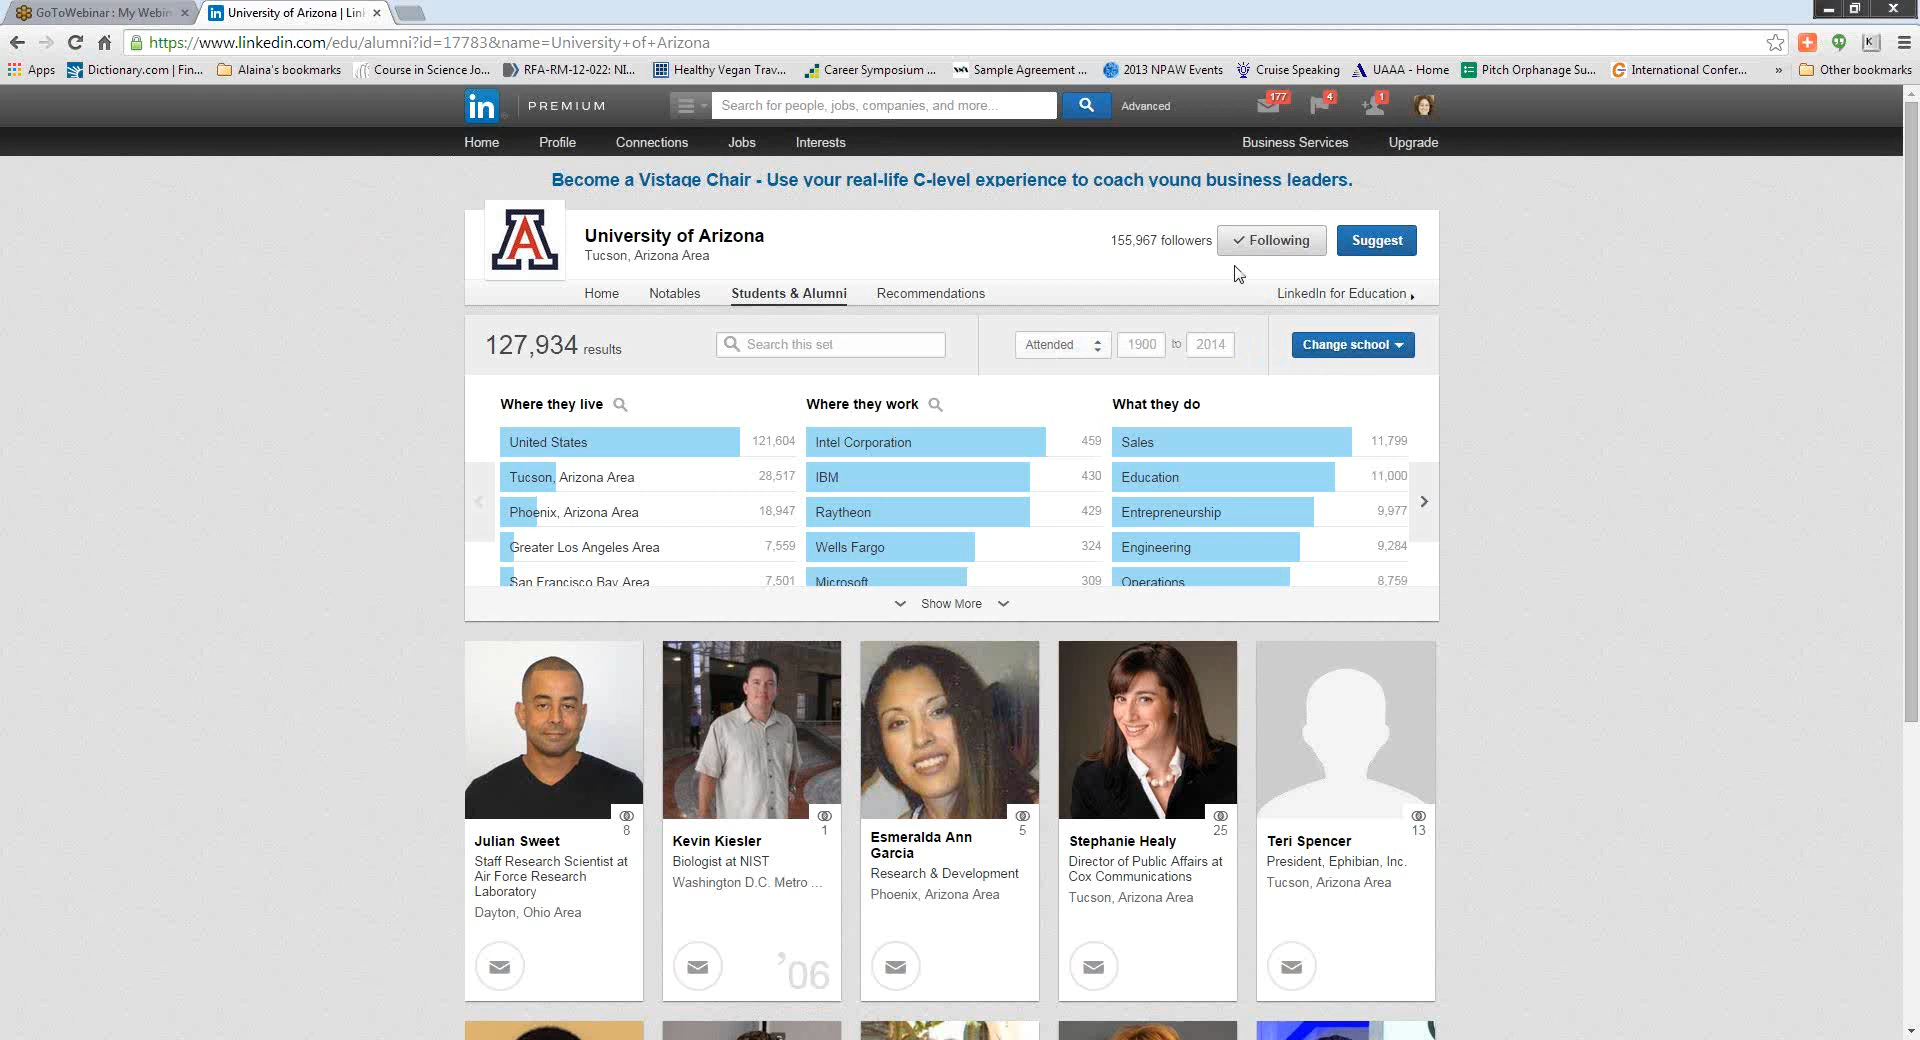 GoToWebinar : My Webin
University of Arizona | Lin
https://www.linkedin.com/edu/alumni?id=17783&name=University+of+Arizona
Apps Dictionary.com | Fin... Alaina's bookmarks Course in Science Jo... RFA-RM-12-022: NI... Healthy Vegan Trav... Career Symposium ... Sample Agreement ... 2013 NPAW Events Cruise Speaking UAAA - Home Pitch Orphanage Su... International Confer... » Other bookmarks
in PREMIUM Search for people, jobs, companies, and more... Advanced 177 4 1
Home Profile Connections Jobs Interests Business Services Upgrade
Become a Vistage Chair - Use your real-life C-level experience to coach young business leaders.
A
University of Arizona
Tucson, Arizona Area
155,967 followers Following Suggest
Home Notables Students & Alumni Recommendations LinkedIn for Education
127,934 results Search this set Attended 1900 to 2014 Change school
Where they live Where they work What they do
United States 121,604 Intel Corporation 459 Sales 11,799
Tucson, Arizona Area 28,517 IBM 430 Education 11,000
Phoenix, Arizona Area 18,947 Raytheon 429 Entrepreneurship 9,977
Greater Los Angeles Area 7,559 Wells Fargo 324 Engineering 9,284
San Francisco Bay Area 7,501 Microsoft 309 Operations 8,759
Show More
8
Julian Sweet
Staff Research Scientist at
Air Force Research
Laboratory
Dayton, Ohio Area
1
Kevin Kiesler
Biologist at NIST
Washington D.C. Metro ...
'06
5
Esmeralda Ann
Garcia
Research & Development
Phoenix, Arizona Area
25
Stephanie Healy
Director of Public Affairs at
Cox Communications
Tucson, Arizona Area
13
Teri Spencer
President, Ephibian, Inc.
Tucson, Arizona Area